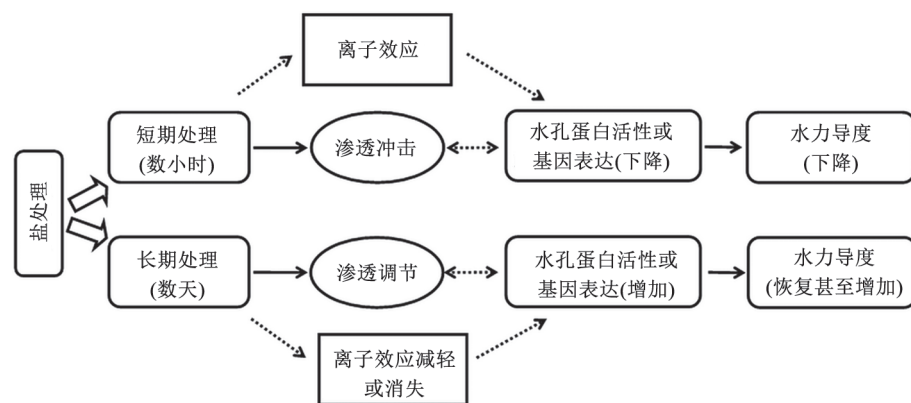 离子效应
短期处理
(数小时)
渗透冲击
水孔蛋白活性或
基因表达(下降)
水力导度
(下降)
盐处理
长期处理
(数天)
渗透调节
水孔蛋白活性或
基因表达(增加)
水力导度
(恢复甚至增加)
离子效应减轻
或消失